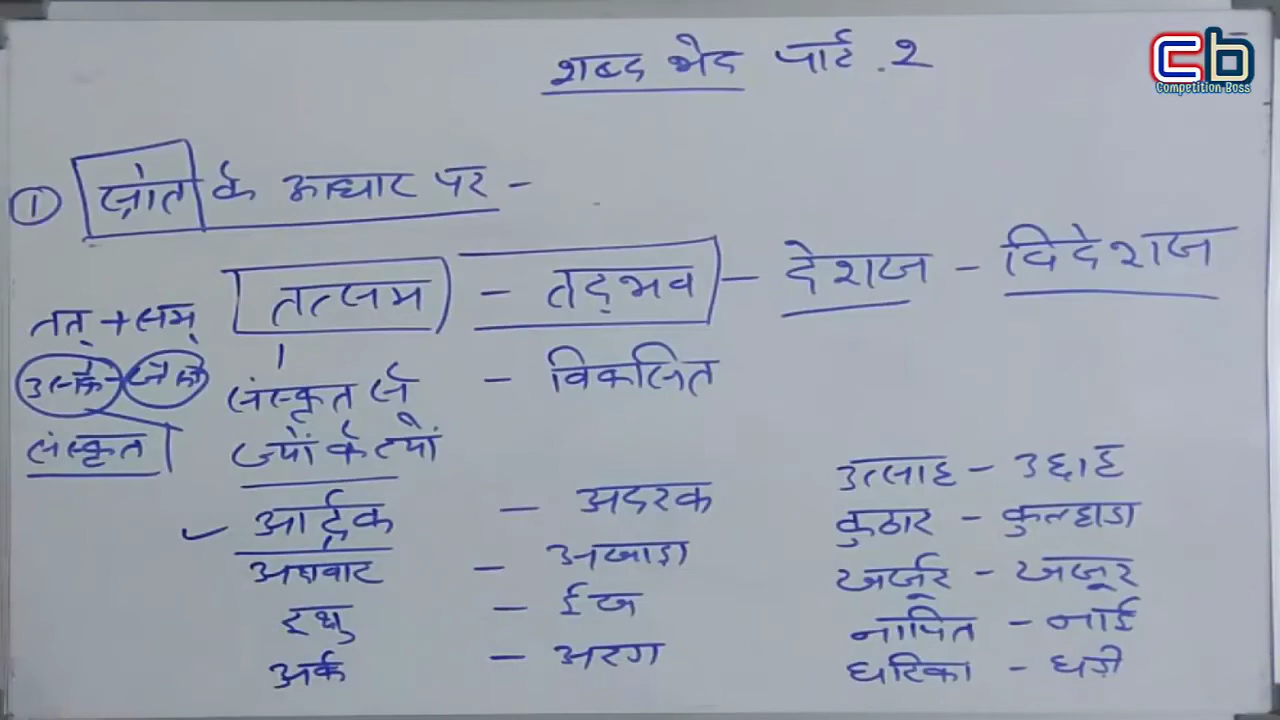 शब्द भेद पार्ट . २
cb
Competition Boss
① स्रोत के आधार पर -
तत्सम - तद्भव - देशज - विदेशज
तत् + सम्
उसके - जैसे
संस्कृत
संस्कृत से - विकसित
ज्यों के त्यों
आर्द्रक - अदरक
अक्षवाट - अखाड़ा
इक्षु - ईख
अर्क - अरग
उत्साह - उछाह
कुठार - कुल्हाडा
खर्जूर - खजूर
नापित - नाई
घटिका - घड़ी